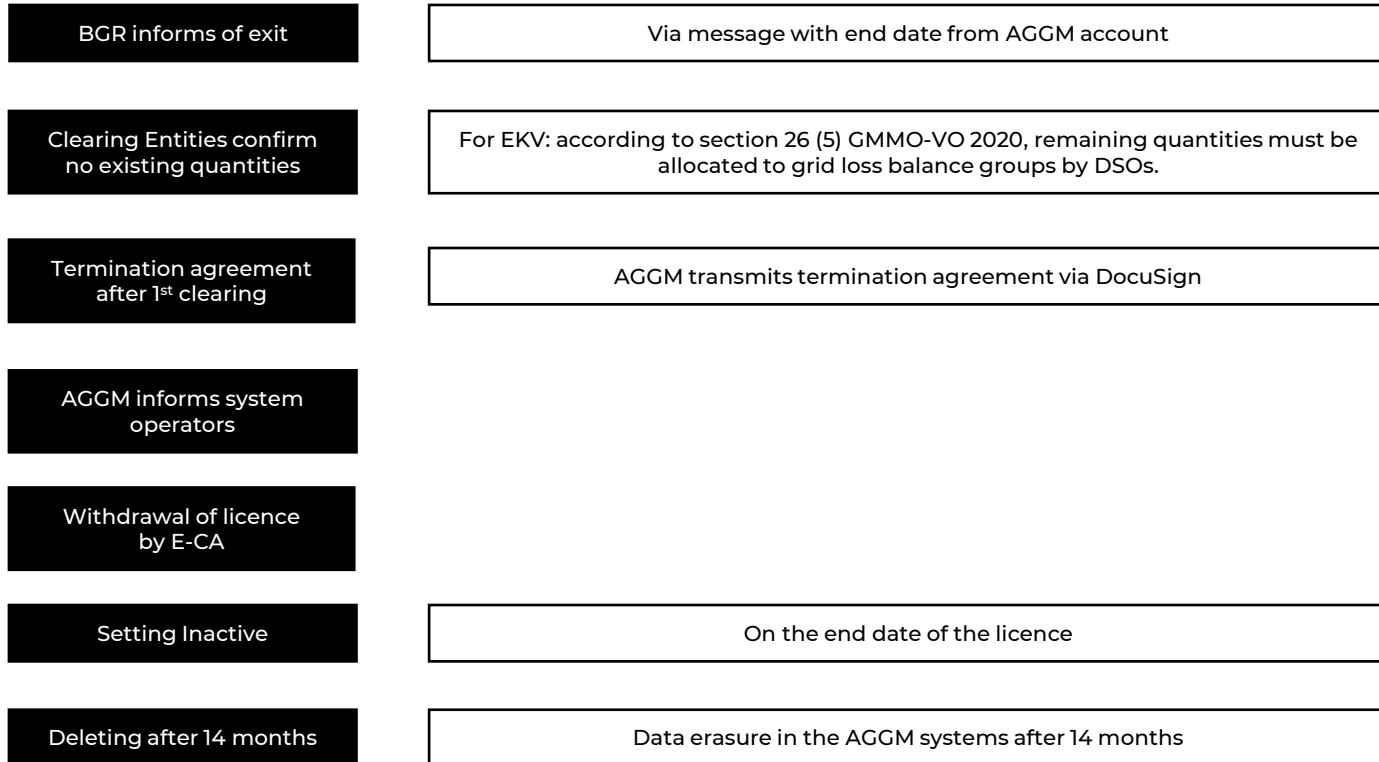 BGR informs of exit
Via message with end date from AGGM account
Clearing Entities confirm
no existing quantities
For EKV: according to section 26 (5) GMMO-VO 2020, remaining quantities must be
allocated to grid loss balance groups by DSOs.
Termination agreement
after 1st clearing
AGGM transmits termination agreement via DocuSign
AGGM informs system
operators
Withdrawal of licence
by E-CA
Setting Inactive
On the end date of the licence
Deleting after 14 months
Data erasure in the AGGM systems after 14 months